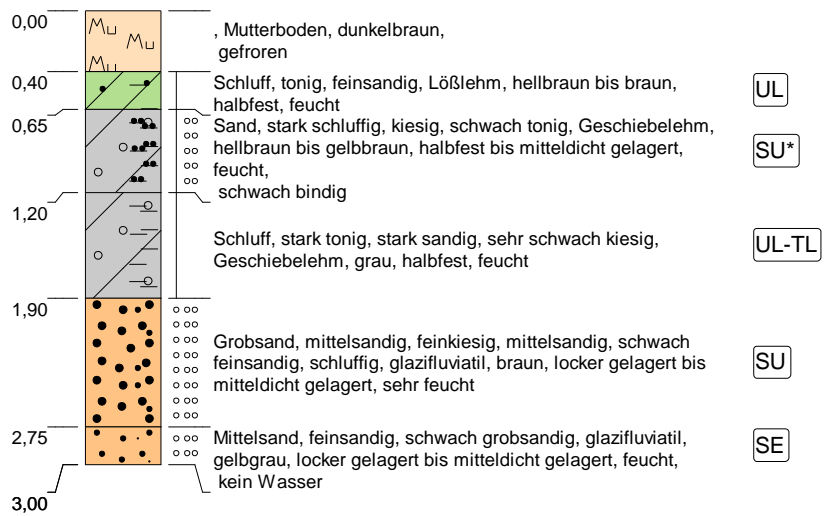 0,00
, Mutterboden, dunkelbraun,
gefroren
0,40
Schluff, tonig, feinsandig, Lößlehm, hellbraun bis braun,
halbfest, feucht
UL
0,65
Sand, stark schluffig, kiesig, schwach tonig, Geschiebelehm,
hellbraun bis gelbbraun, halbfest bis mitteldicht gelagert,
feucht,
schwach bindig
SU*
1,20
Schluff, stark tonig, stark sandig, sehr schwach kiesig,
Geschiebelehm, grau, halbfest, feucht
UL-TL
1,90
Grobsand, mittelsandig, feinkiesig, mittelsandig, schwach
feinsandig, schluffig, glazifluviatil, braun, locker gelagert bis
mitteldicht gelagert, sehr feucht
SU
2,75
Mittelsand, feinsandig, schwach grobsandig, glazifluviatil,
gelbgrau, locker gelagert bis mitteldicht gelagert, feucht,
kein Wasser
SE
3,00